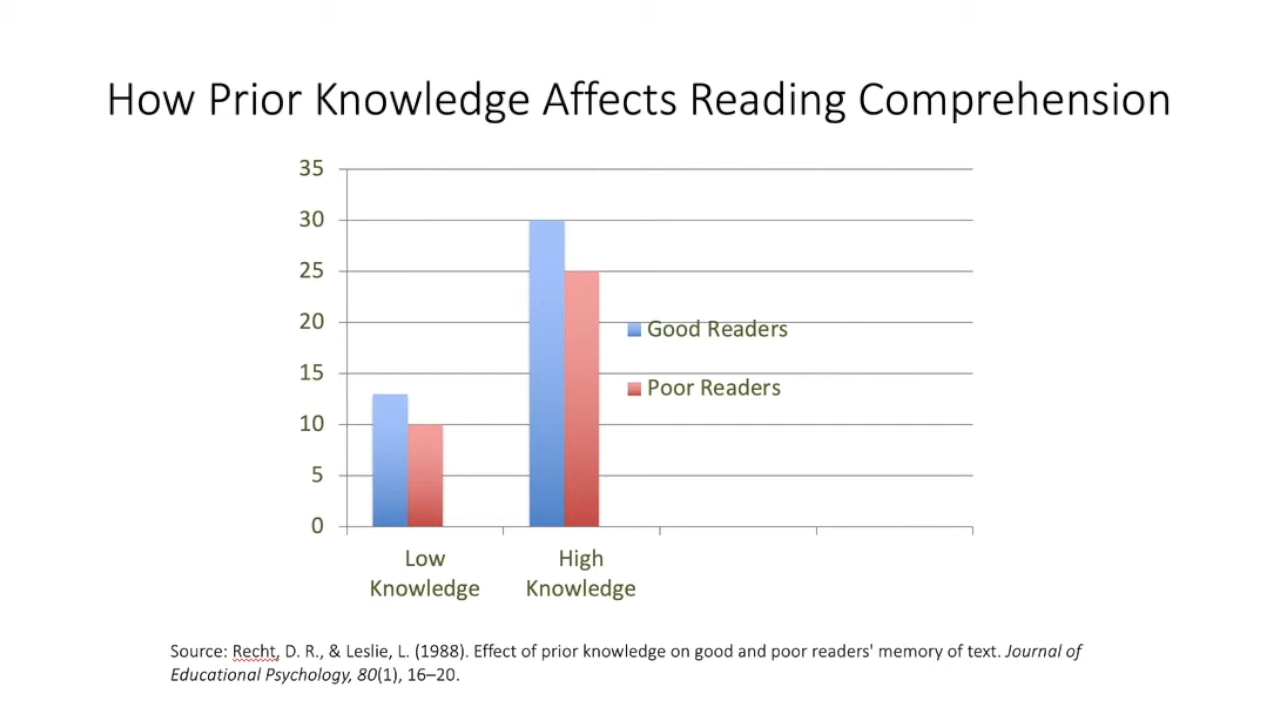 How Prior Knowledge Affects Reading Comprehension
35
30
25
20
15
10
5
0
Good Readers
Poor Readers
Low
Knowledge
High
Knowledge
Source: Recht, D. R., & Leslie, L. (1988). Effect of prior knowledge on good and poor readers' memory of text. Journal of
Educational Psychology, 80(1), 16–20.